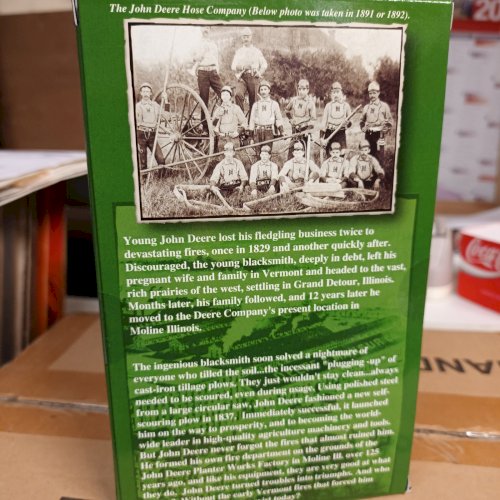 The John Deere Hose Company (Below photo was taken in 1891 or 1892).
Young John Deere lost his fledgling business twice to
devastating fires, once in 1829 and another quickly after.
Discouraged, the young blacksmith, deeply in debt, left his
pregnant wife and family in Vermont and headed to the vast,
rich prairies of the west, settling in Grand Detour, Illinois.
Months later, his family followed, and 12 years later he
moved to the Deere Company's present location in
Moline Illinois.
The ingenious blacksmith soon solved a nightmare of
everyone who tilled the soil...the incessant "plugging -up" of
cast-iron tillage plows. They just wouldn't stay clean...always
needed to be scoured, even during usage. Using polished steel
from a large circular saw, John Deere fashioned a new self-
scouring plow in 1837. Immediately successful, it launched
him on the way to prosperity, and to becoming the world-
wide leader in high-quality agriculture machinery and tools.
But John Deere never forgot the fires that almost ruined him.
He formed his own fire department on the grounds of the
John Deere Planter Works Factory in Moline Ill. over 125
years ago, and like his equipment, they are very good at what
they do. John Deere turned troubles into triumphs. And who
Without the early Vermont fires that forced him
today?